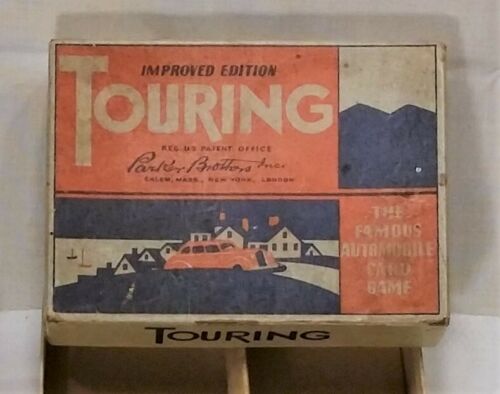 IMPROVED EDITION
TOURING
REG. U.S. PATENT OFFICE
Parker Brothers Inc.
SALEM, MASS., NEW YORK, LONDON
THE
FAMOUS
AUTOMOBILE
CARD
GAME
TOURING